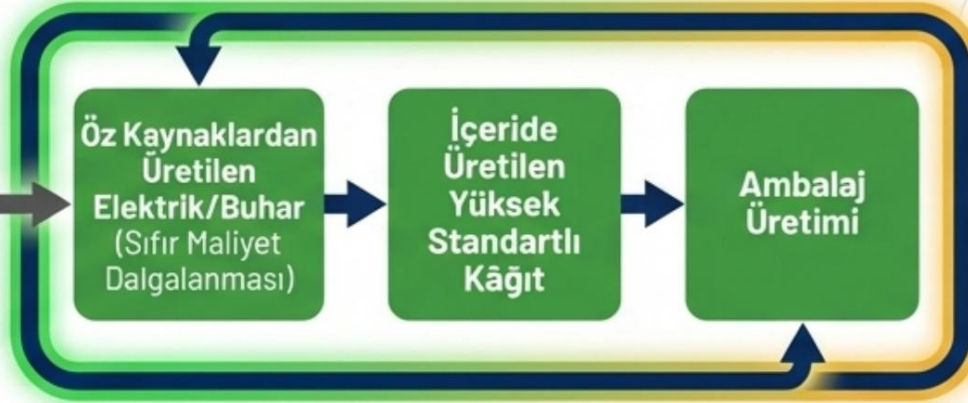 Öz Kaynaklardan
Üretilen
Elektrik/Buhar
(Sıfır Maliyet
Dalgalanması)
İçeride
Üretilen
Yüksek
Standartlı
Kâğıt
Ambalaj
Üretimi